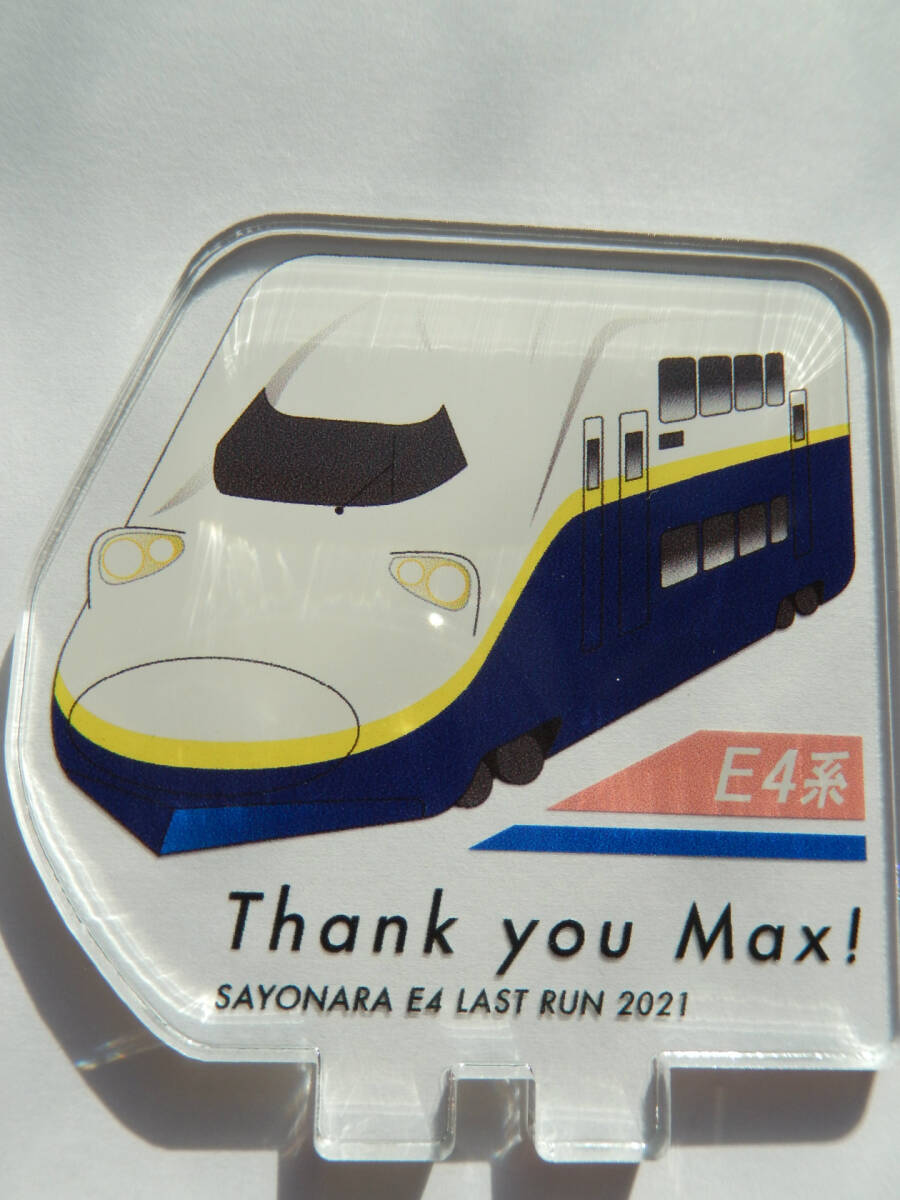 E4系
Thank you Max!
SAYONARA E4 LAST RUN 2021